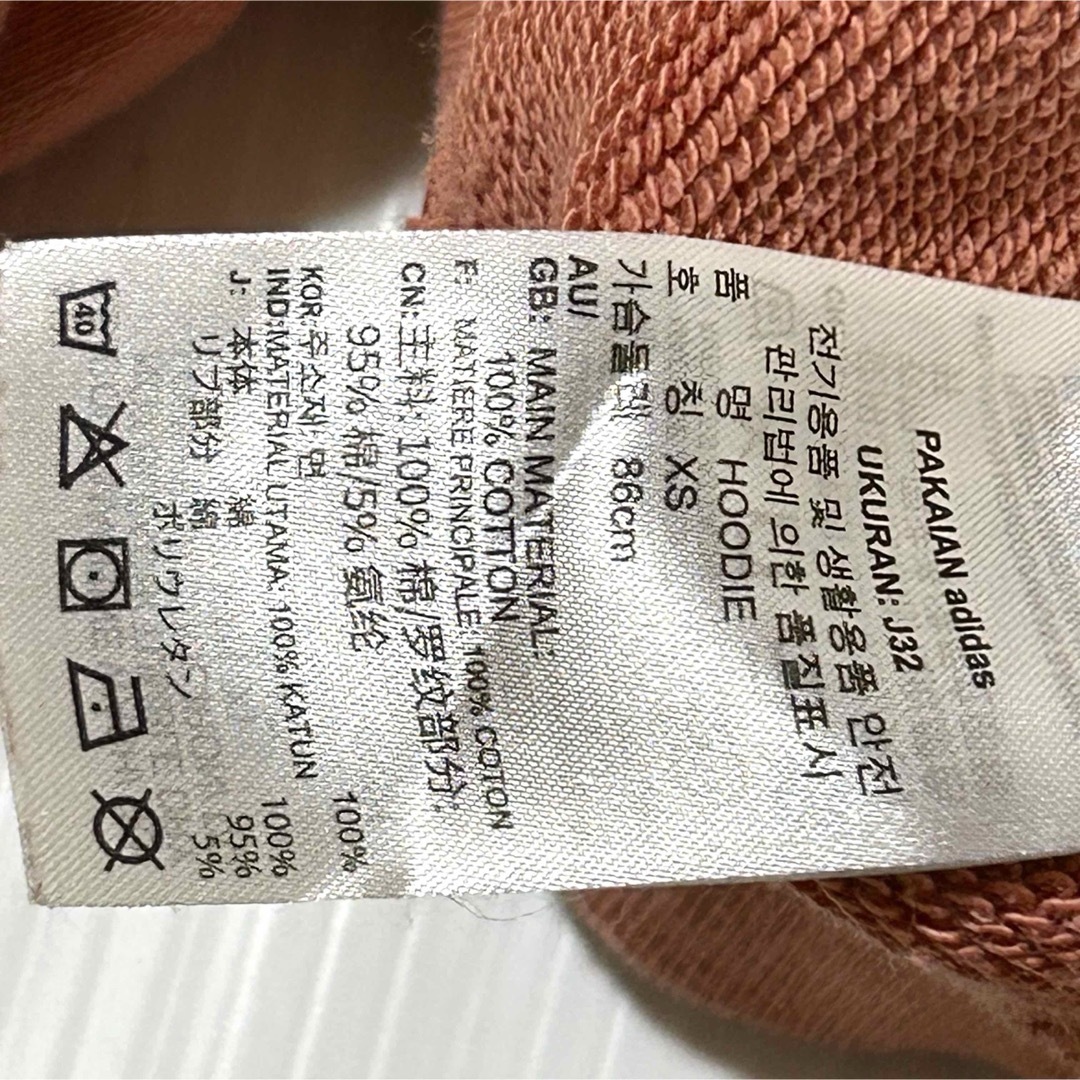 PAKAIAN adidas
UKURAN: J32
전기용품 및 생활용품 안전
관리법에 의한 품질표시
품 명 HOODIE
호 칭 XS
가슴둘레 86cm
AU/
GB: MAIN MATERIAL:
100% COTTON
F: MATIERE PRINCIPALE: 100% COTON
CN: 主料: 100% 棉/罗纹部分:
95% 棉/5% 氨纶
KOR: 주소재: 면 100%
IND: MATERIAL UTAMA: 100% KATUN
J: 本体 綿 100%
リブ部分 綿 95%
ポリウレタン 5%
40